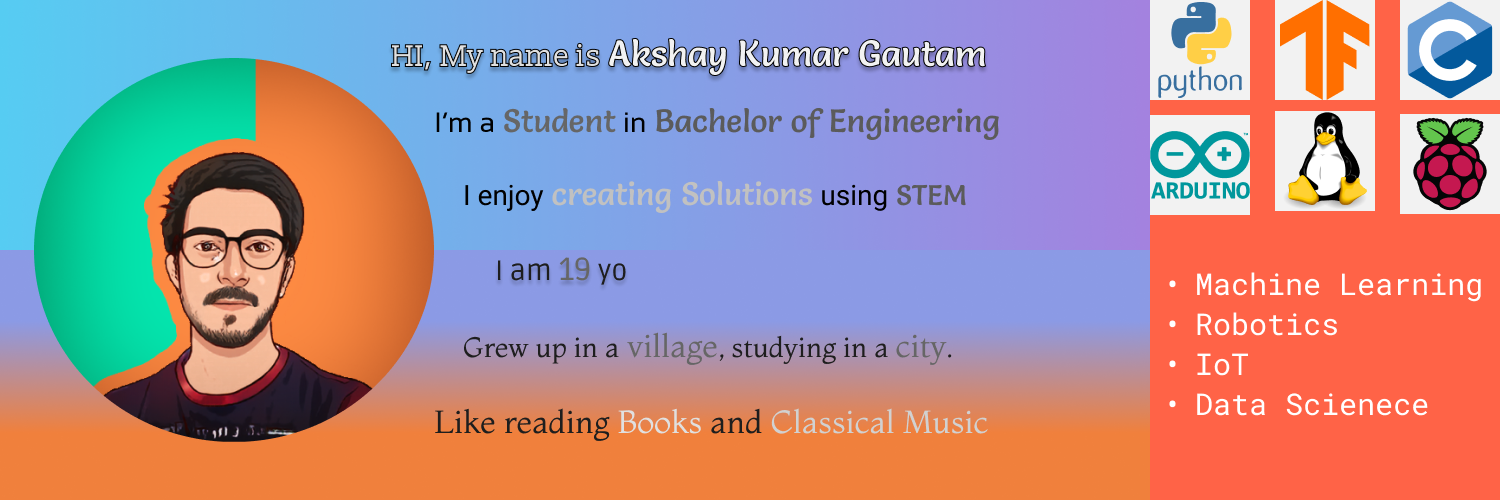 HI, My name is Akshay Kumar Gautam
I'm a Student in Bachelor of Engineering
I enjoy creating Solutions using STEM
I am 19 yo
Grew up in a village, studying in a city.
Like reading Books and Classical Music
python
ARDUINO
• Machine Learning
• Robotics
• IoT
• Data Scienece